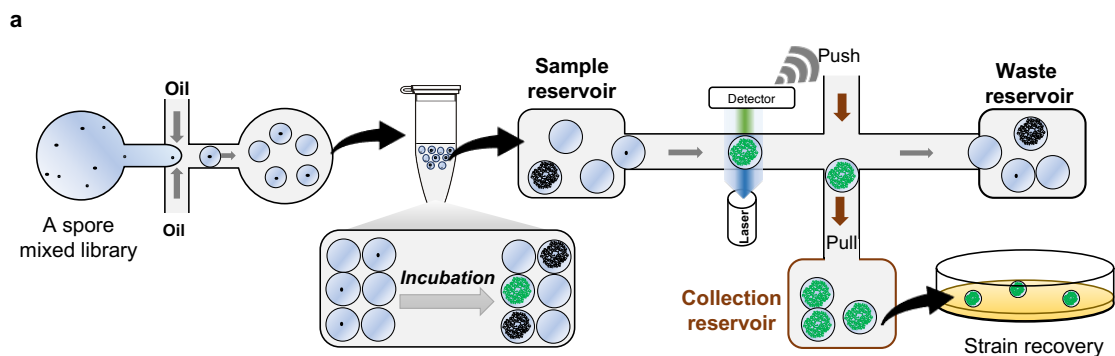 a
Oil
Oil
A spore
mixed library
Incubation
Sample
reservoir
Detector
Laser
Push
Pull
Collection
reservoir
Waste
reservoir
Strain recovery